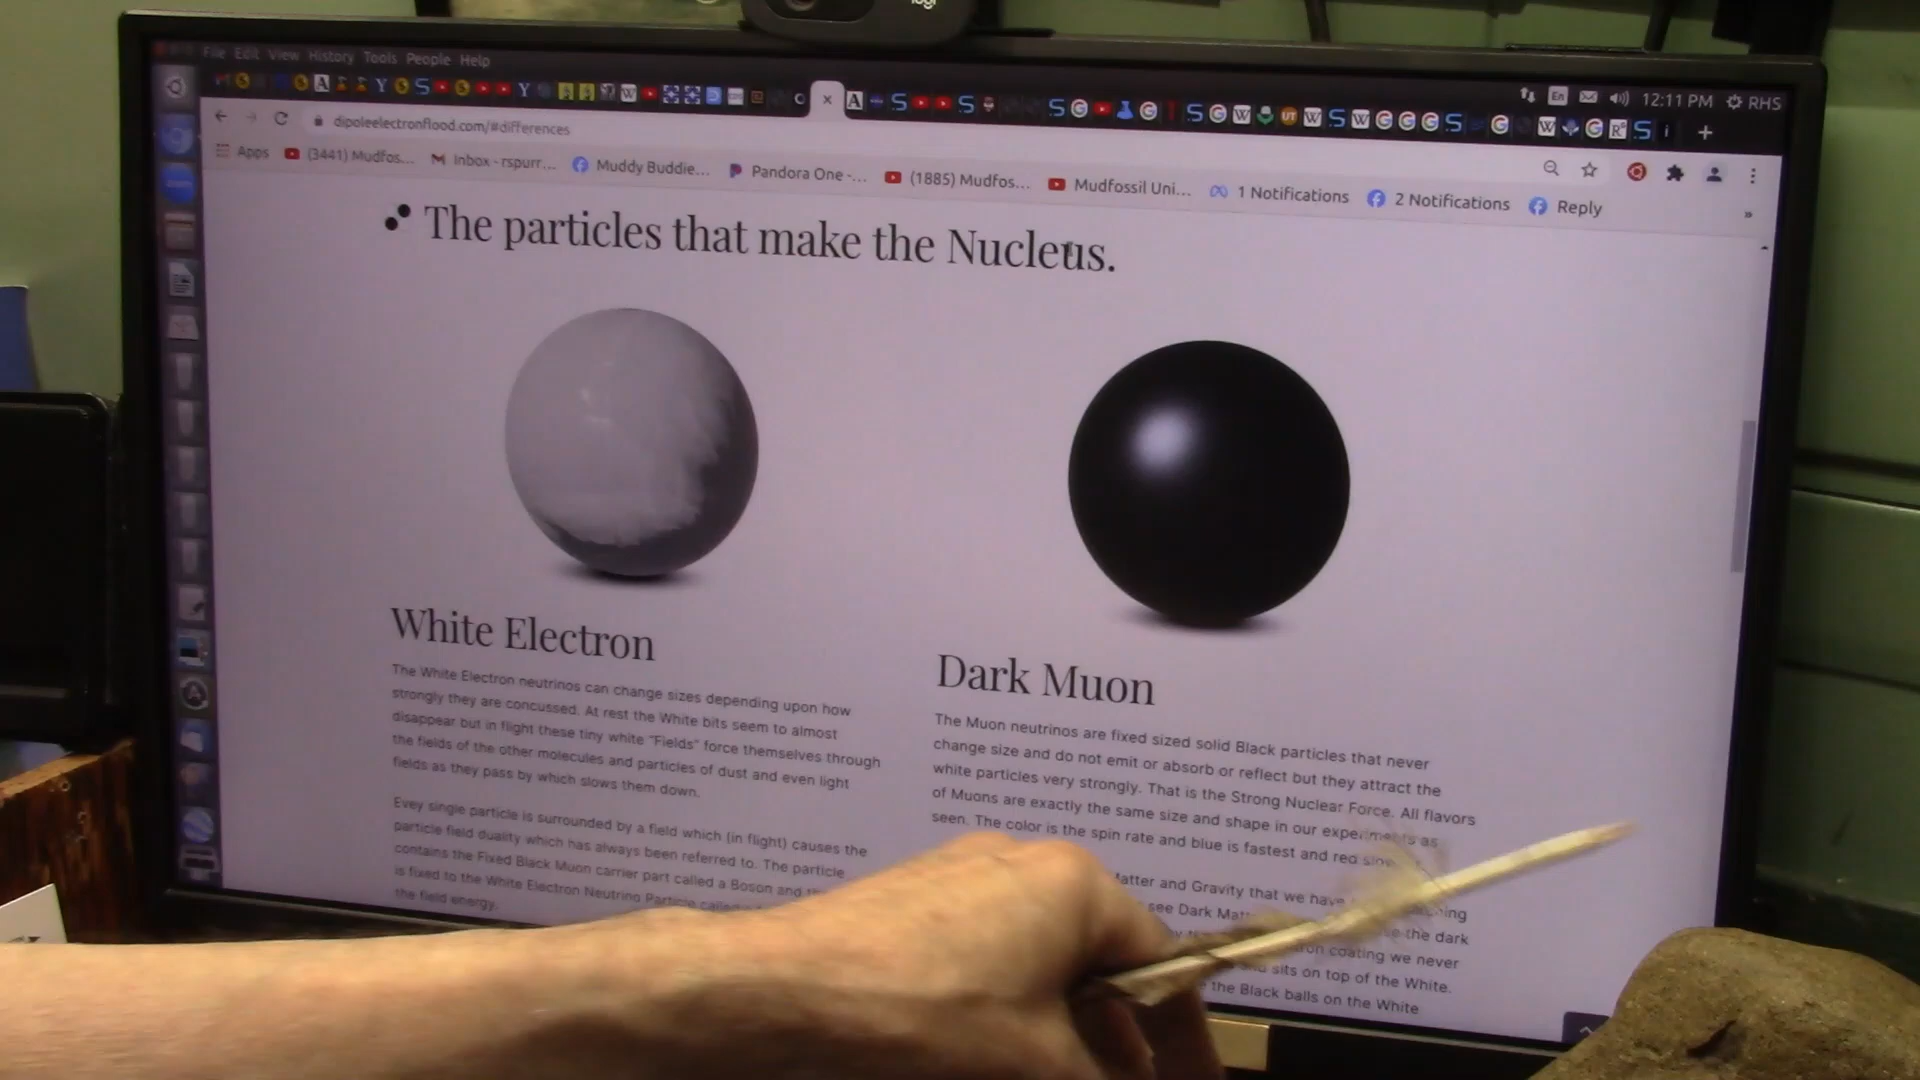 logi
File Edit View History Tools People Help
12:11 PM RHS
dipoleelectronflood.com/#differences
Apps (3441) Mudfos... Inbox - rspurr... Muddy Buddie... Pandora One -... (1885) Mudfos... Mudfossil Uni... 1 Notifications 2 Notifications Reply
The particles that make the Nucleus.
White Electron
The White Electron neutrinos can change sizes depending upon how
strongly they are concussed. At rest the White bits seem to almost
disappear but in flight these tiny white "Fields" force themselves through
the fields of the other molecules and particles of dust and even light
fields as they pass by which slows them down.
Evey single particle is surrounded by a field which (in flight) causes the
particle field duality which has always been referred to. The particle
contains the Fixed Black Muon carrier part called a Boson and
is fixed to the White Electron Neutrino Particle called
the field energy.
Dark Muon
The Muon neutrinos are fixed sized solid Black particles that never
change size and do not emit or absorb or reflect but they attract the
white particles very strongly. That is the Strong Nuclear Force. All flavors
of Muons are exactly the same size and shape in our experiments as
seen. The color is the spin rate and blue is fastest and red
Matter and Gravity that we have
see Dark the dark
coating we never
sits on top of the White.
the Black balls on the White